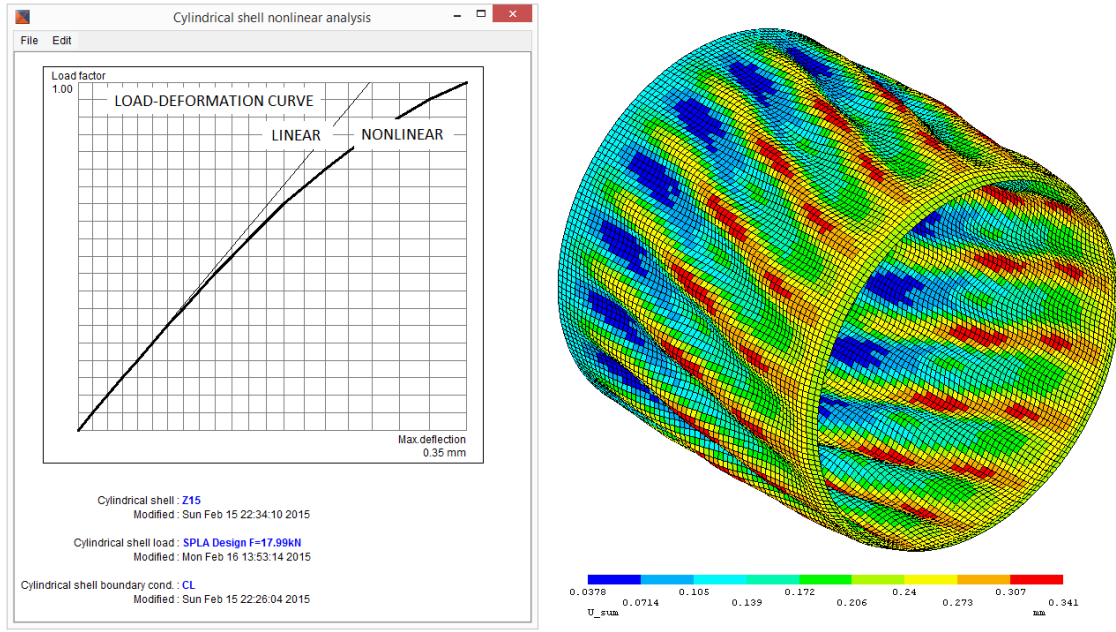 Cylindrical shell nonlinear analysis
File Edit
Load factor
1.00
LOAD-DEFORMATION CURVE
LINEAR
NONLINEAR
Max.deflection
0.35 mm
Cylindrical shell : Z15
Modified : Sun Feb 15 22:34:10 2015
Cylindrical shell load : SPLA Design F=17.99kN
Modified : Mon Feb 16 13:53:14 2015
Cylindrical shell boundary cond. : CL
Modified : Sun Feb 15 22:26:04 2015
0.0378 0.105 0.172 0.24 0.307
0.0714 0.139 0.206 0.273 0.341
U_sum mm